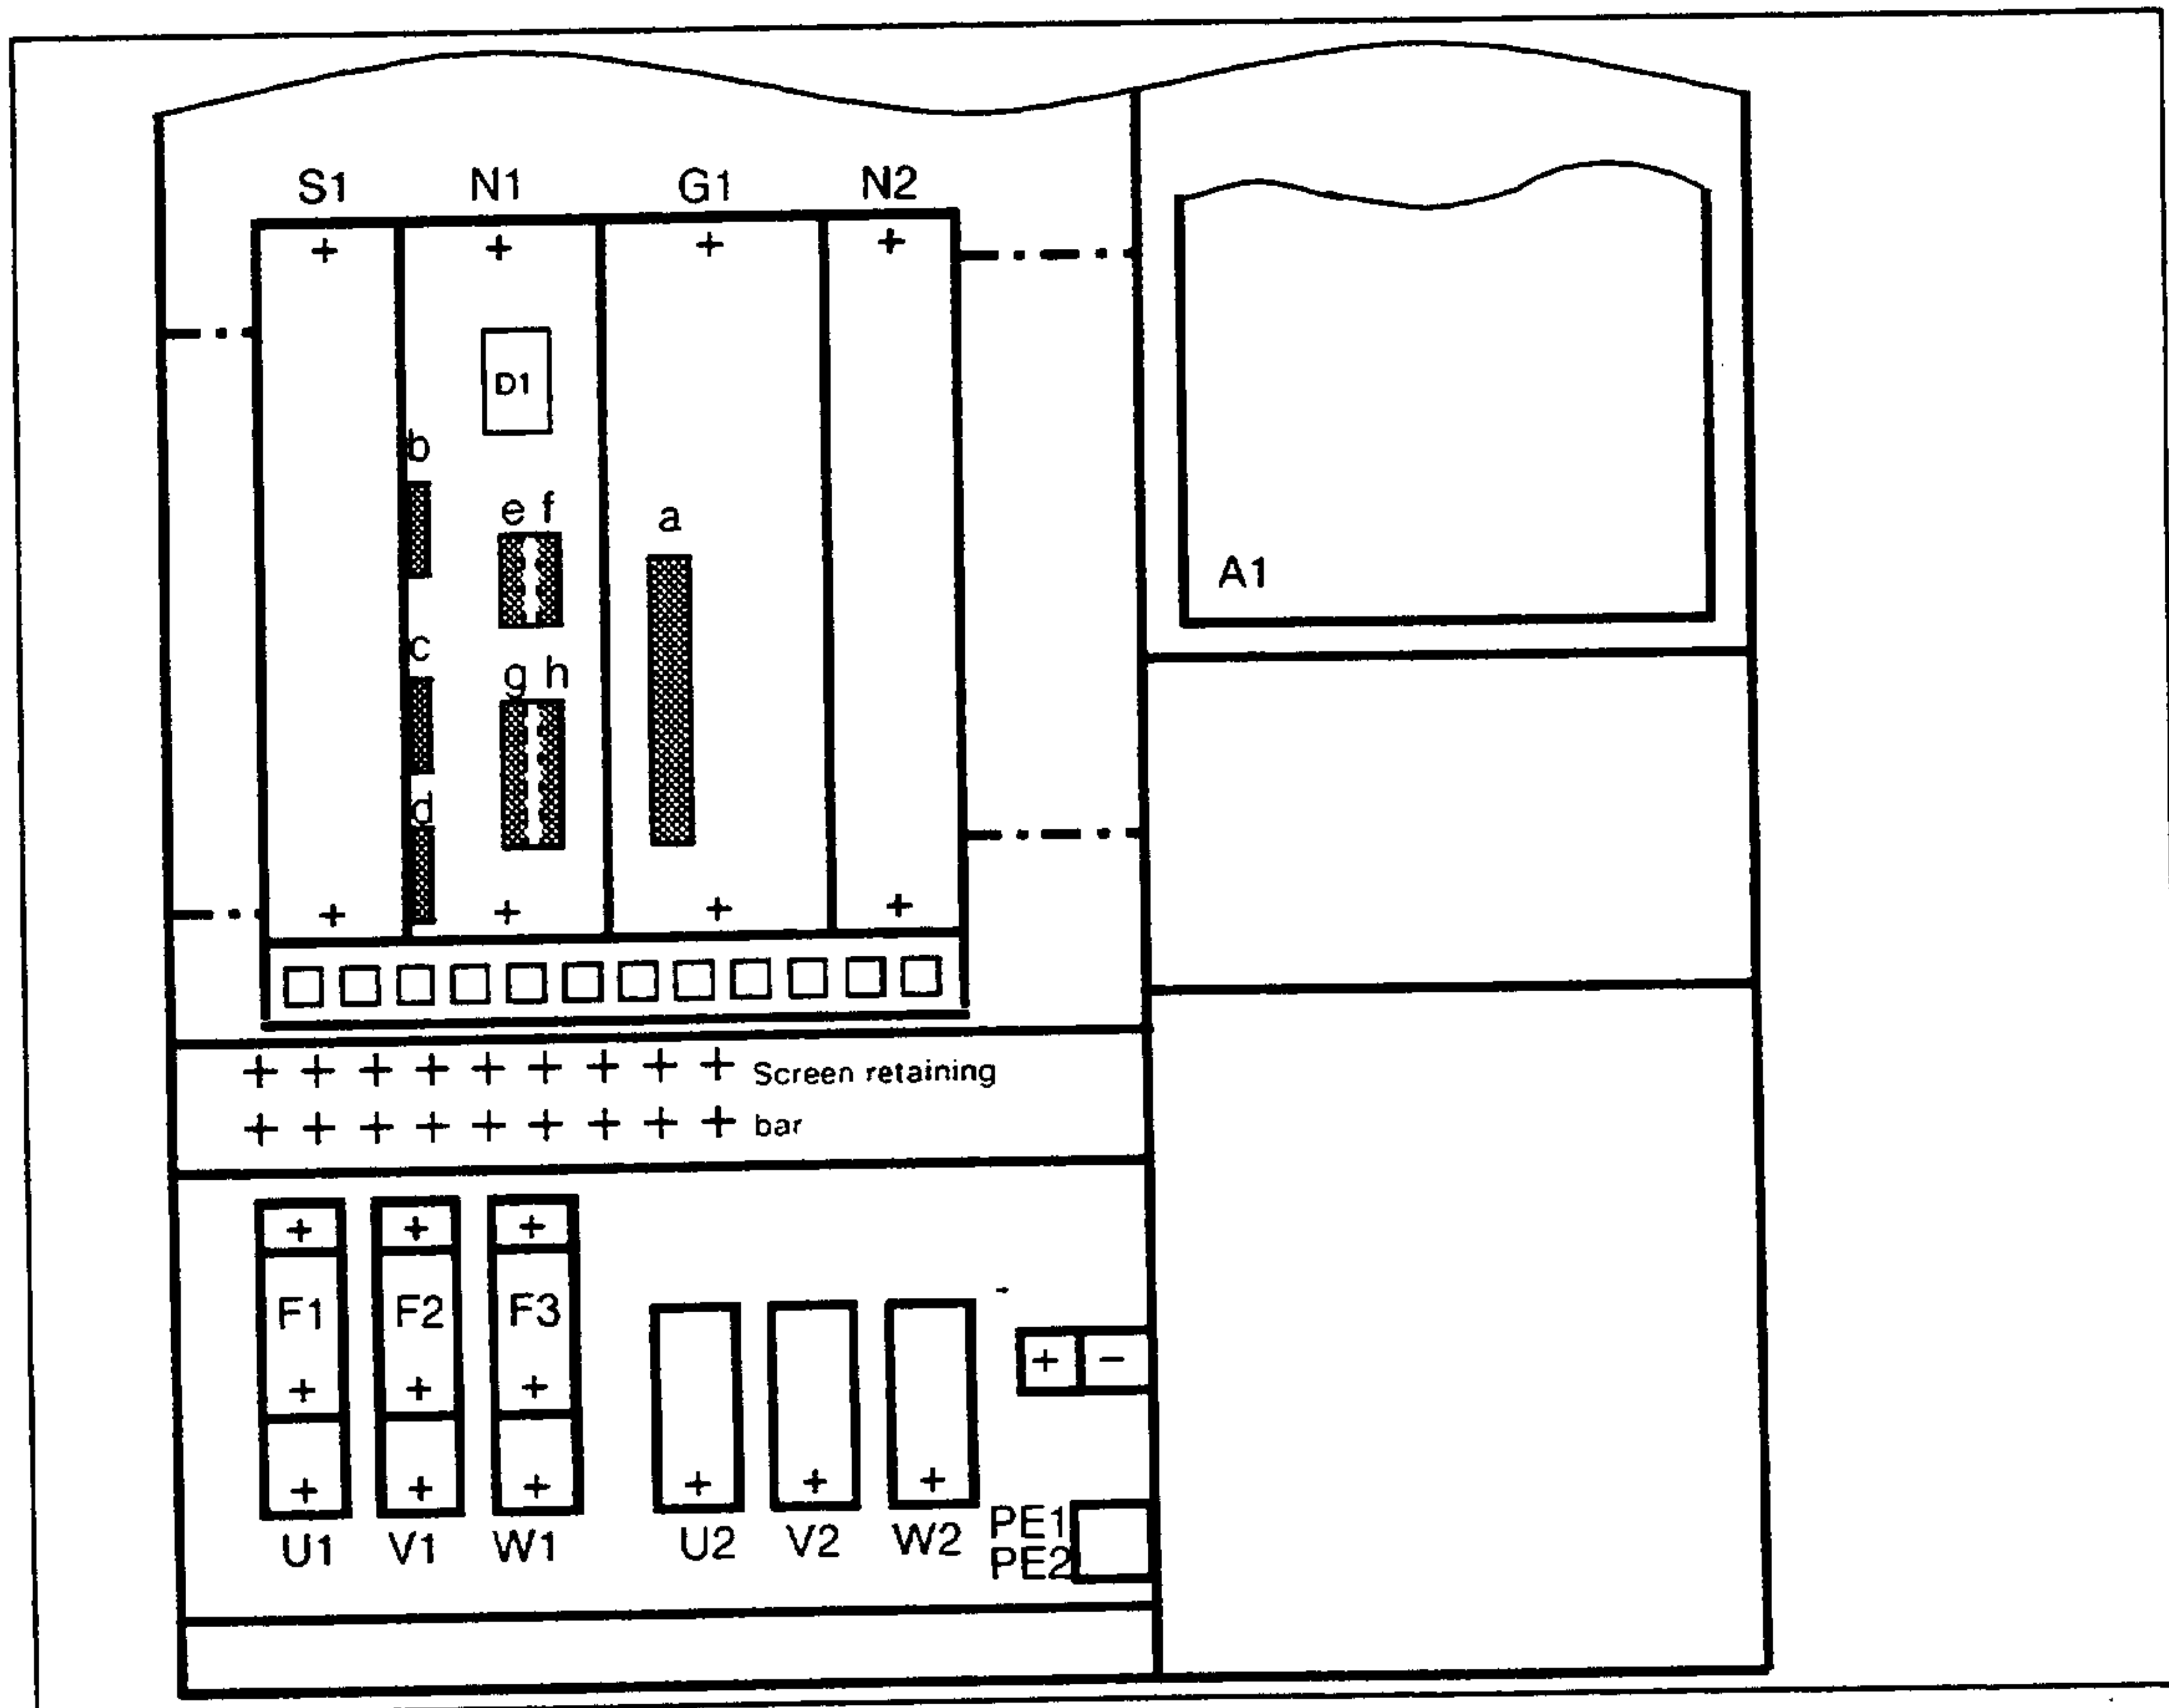 S1 N1 G1 N2
D1
b
e f
a
A1
c
g h
d
+ + + + + + + + + Screen retaining
+ + + + + + + + + bar
F1 F2 F3
+ −
U1 V1 W1 U2 V2 W2
PE1
PE2